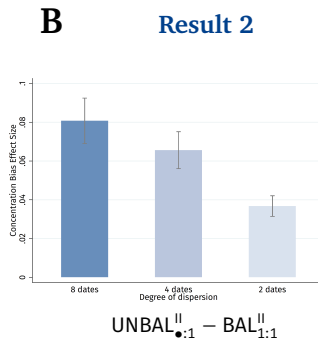 B
Result 2
Concentration Bias Effect Size
.1
.08
.06
.04
.02
0
8 dates 4 dates 2 dates
Degree of dispersion
UNBAL^II_•:1 − BAL^II_1:1